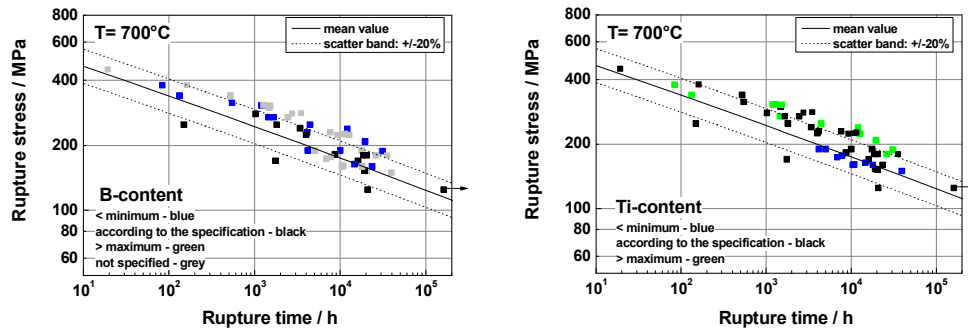 T= 700°C
mean value
scatter band: +/-20%
800
600
400
200
100
80
60
Rupture stress / MPa
B-content
< minimum - blue
according to the specification - black
> maximum - green
not specified - grey
10¹ 10² 10³ 10⁴ 10⁵
Rupture time / h
T= 700°C
mean value
scatter band: +/-20%
800
600
400
200
100
80
60
Rupture stress / MPa
Ti-content
< minimum - blue
according to the specification - black
> maximum - green
10¹ 10² 10³ 10⁴ 10⁵
Rupture time / h